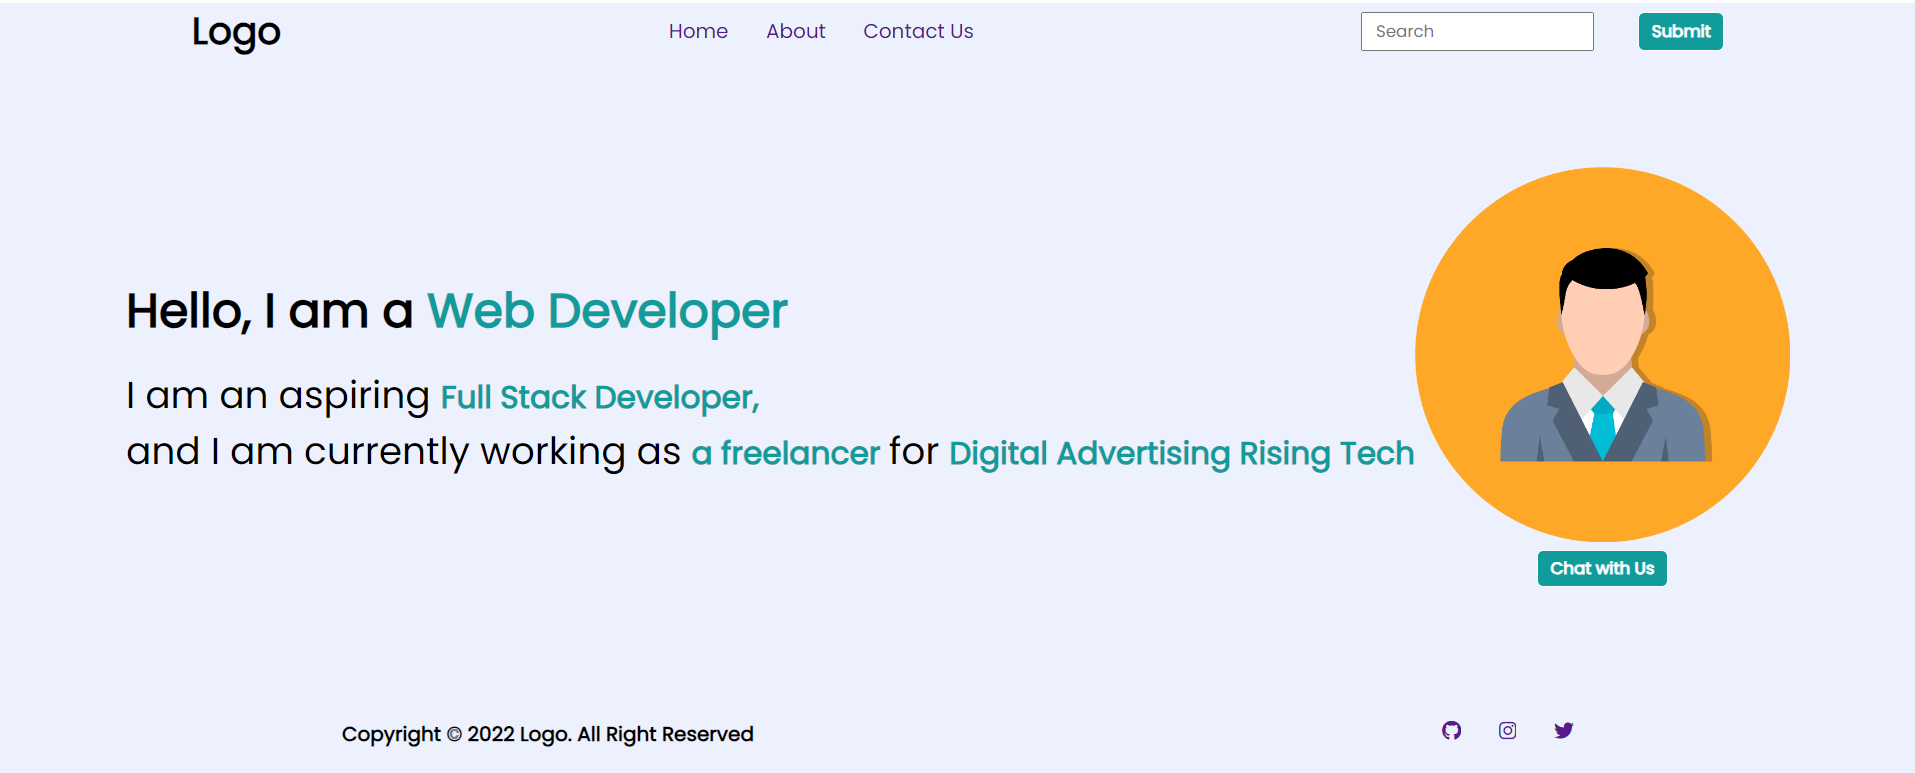 Logo
Home About Contact Us
Search
Submit
Hello, I am a Web Developer
I am an aspiring Full Stack Developer,
and I am currently working as a freelancer for Digital Advertising Rising Tech
Chat with Us
Copyright © 2022 Logo. All Right Reserved